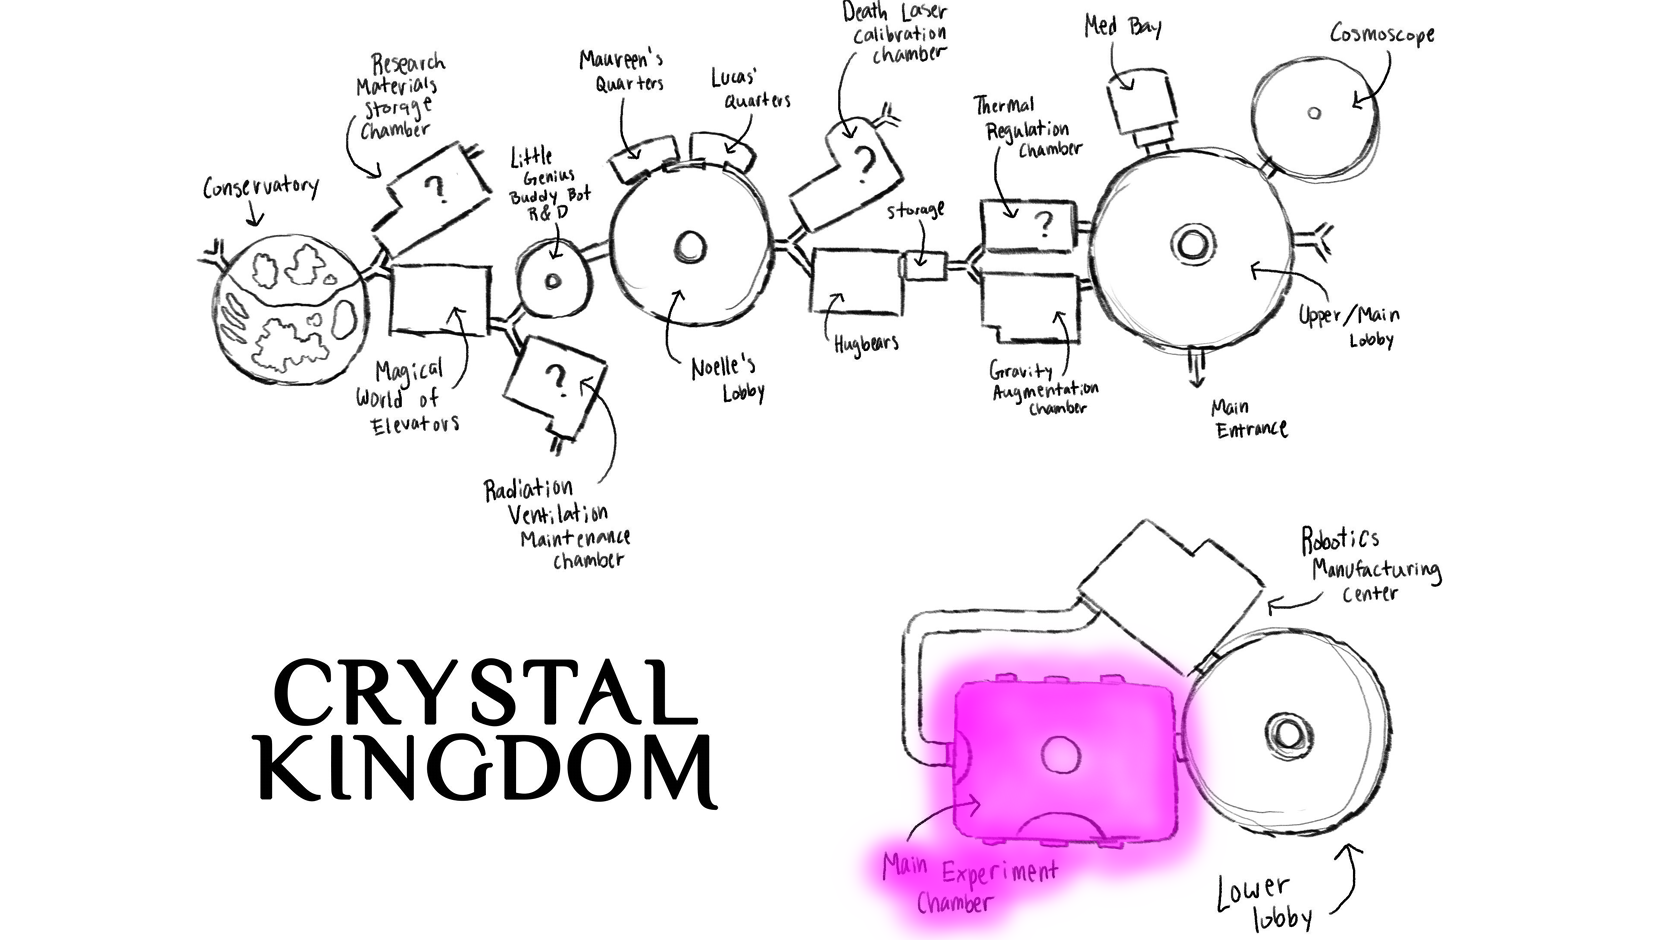 Research
Materials
Storage
Chamber
Conservatory
?
Little
Genius
Buddy Bot
R&D
Maureen's
Quarters
Lucas'
Quarters
Death Laser
Calibration
Chamber
?
Storage
Thermal
Regulation
Chamber
?
Med Bay
Cosmoscope
Magical
World of
Elevators
?
Radiation
Ventilation
Maintenance
Chamber
Noelle's
Lobby
Hugbears
Gravity
Augmentation
Chamber
Upper/Main
Lobby
Main
Entrance
Robotics
Manufacturing
Center
CRYSTAL
KINGDOM
Main Experiment
Chamber
Lower
lobby